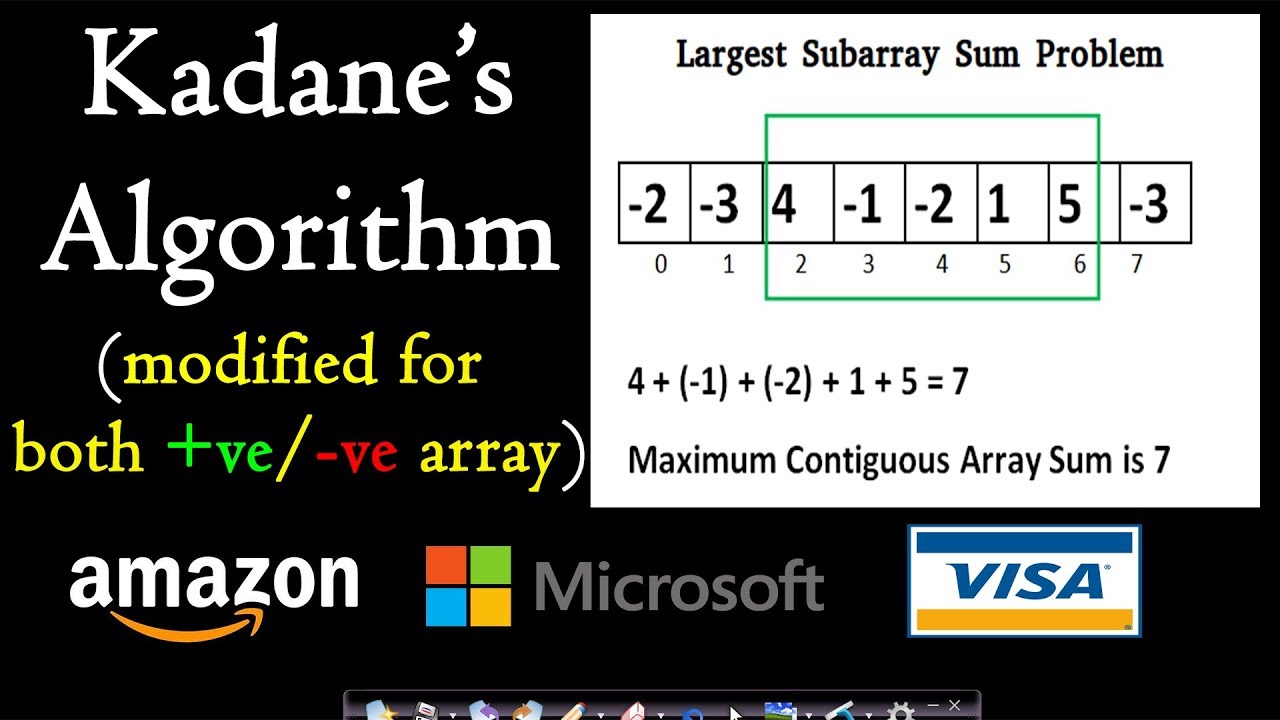 Kadane's
Algorithm
(modified for
both +ve/-ve array)
Largest Subarray Sum Problem
-2 -3 4 -1 -2 1 5 -3
0 1 2 3 4 5 6 7
4 + (-1) + (-2) + 1 + 5 = 7
Maximum Contiguous Array Sum is 7
amazon
Microsoft
VISA